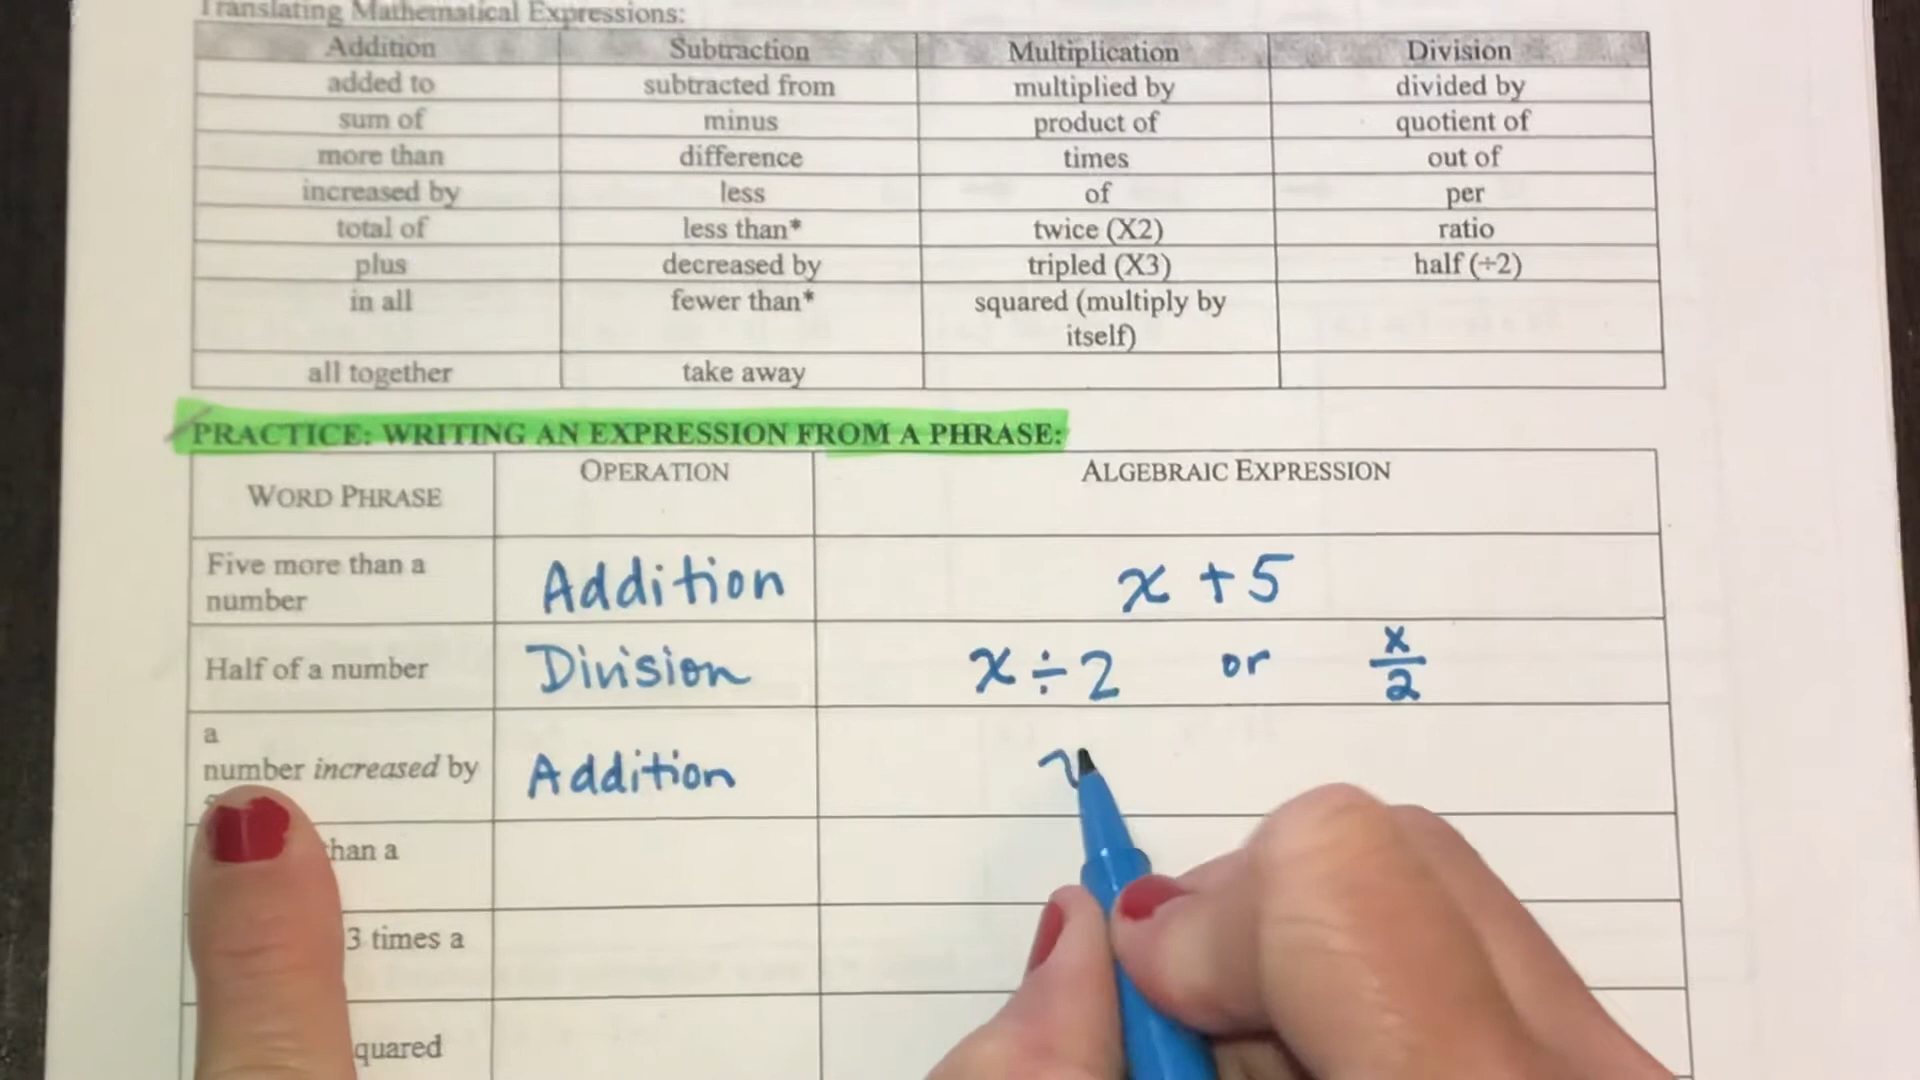 Translating Mathematical Expressions:
Addition Subtraction Multiplication Division
added to subtracted from multiplied by divided by
sum of minus product of quotient of
more than difference times out of
increased by less of per
total of less than* twice (X2) ratio
plus decreased by tripled (X3) half (÷2)
in all fewer than* squared (multiply by
itself)
all together take away
PRACTICE: WRITING AN EXPRESSION FROM A PHRASE:
WORD PHRASE OPERATION ALGEBRAIC EXPRESSION
Five more than a
number
Addition x + 5
Half of a number Division x ÷ 2 or x/2
a
number increased by Addition
than a
3 times a
quared